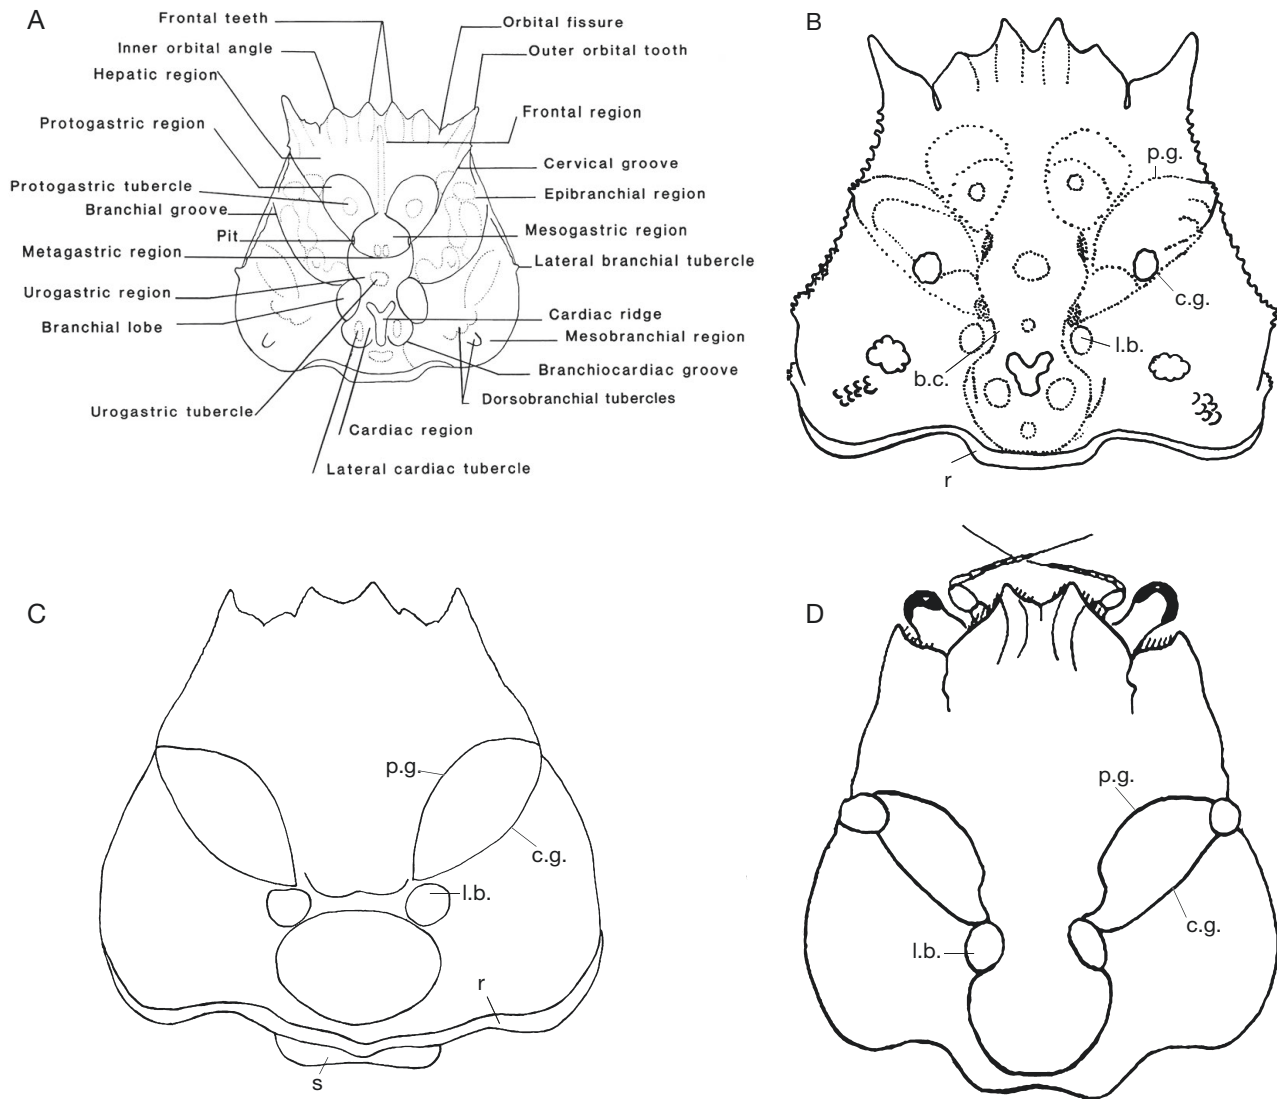 A
Frontal teeth
Inner orbital angle
Hepatic region
Protogastric region
Protogastric tubercle
Branchial groove
Pit
Metagastric region
Urogastric region
Branchial lobe
Urogastric tubercle
Orbital fissure
Outer orbital tooth
Frontal region
Cervical groove
Epibranchial region
Mesogastric region
Lateral branchial tubercle
Cardiac ridge
Mesobranchial region
Branchiocardiac groove
Dorsobranchial tubercles
Cardiac region
Lateral cardiac tubercle
B
p.g.
c.g.
l.b.
b.c.
r
C
p.g.
c.g.
l.b.
r
s
D
p.g.
c.g.
l.b.